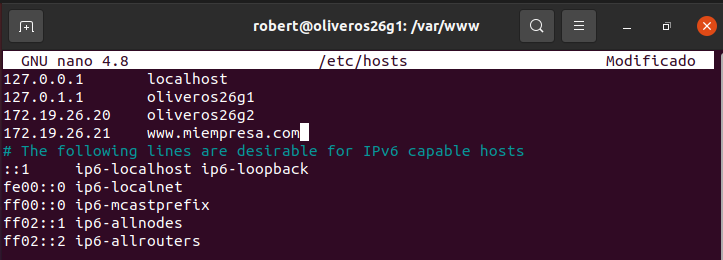 robert@oliveros26g1: /var/www
GNU nano 4.8 /etc/hosts Modificado
127.0.0.1 localhost
127.0.1.1 oliveros26g1
172.19.26.20 oliveros26g2
172.19.26.21 www.miempresa.com
# The following lines are desirable for IPv6 capable hosts
::1 ip6-localhost ip6-loopback
fe00::0 ip6-localnet
ff00::0 ip6-mcastprefix
ff02::1 ip6-allnodes
ff02::2 ip6-allrouters